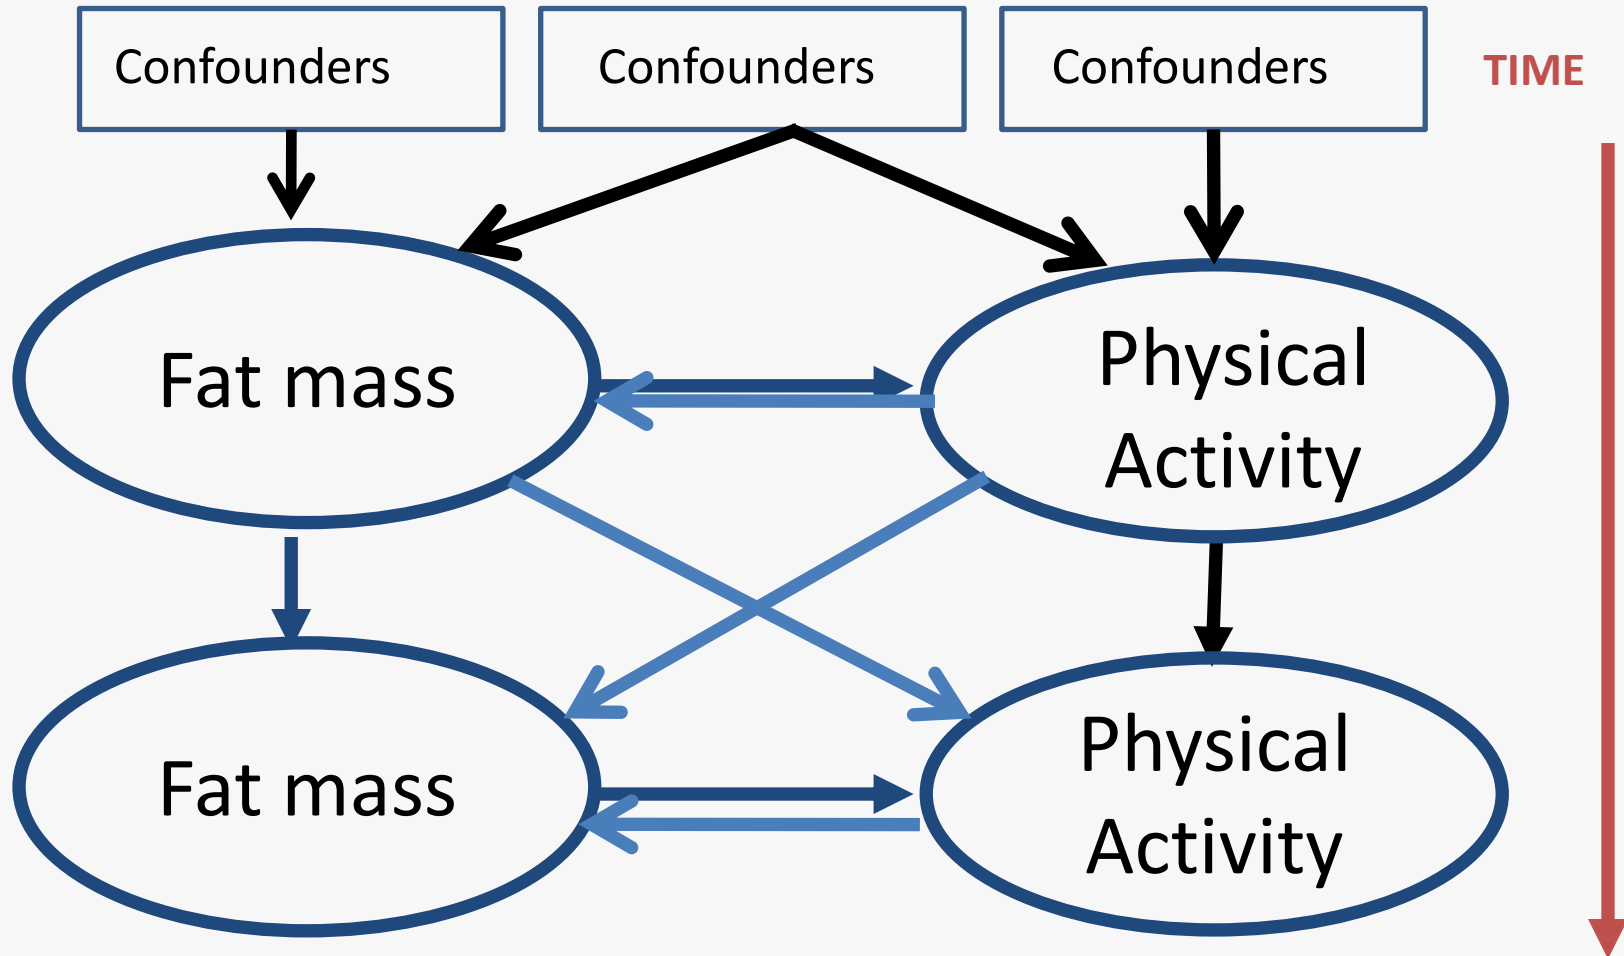 Confounders
Confounders
Confounders
TIME
Fat mass
Physical
Activity
Fat mass
Physical
Activity